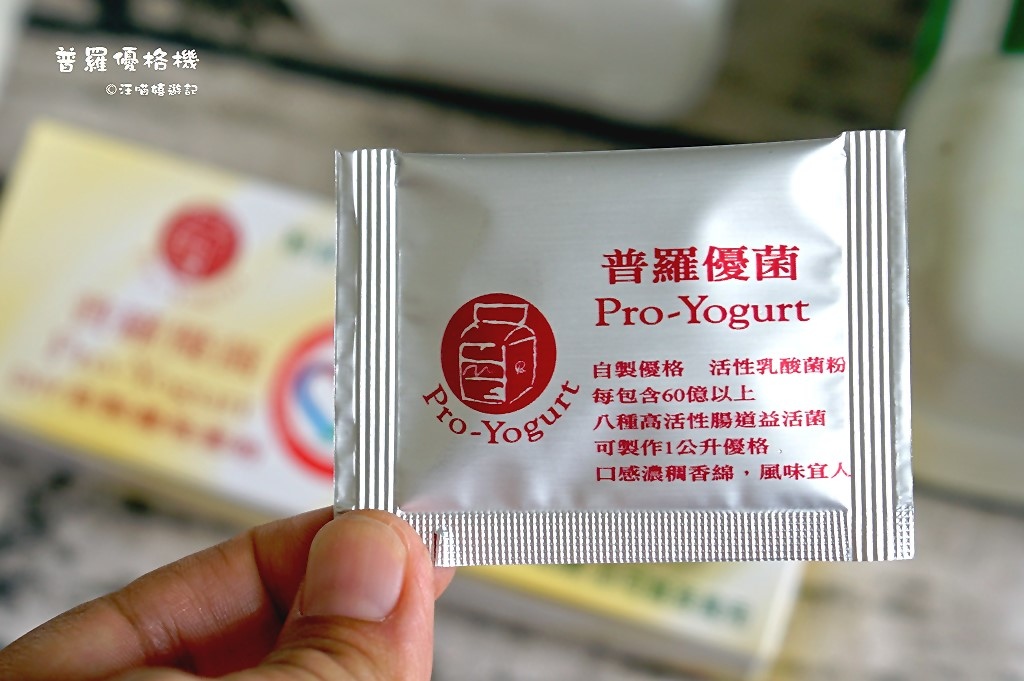 普羅優格機
©汪喵嬉遊記
普羅優菌
Pro-Yogurt
Pro-Yogurt
自製優格 活性乳酸菌粉
每包含60億以上
八種高活性腸道益活菌
可製作1公升優格
口感濃稠香綿，風味宜人